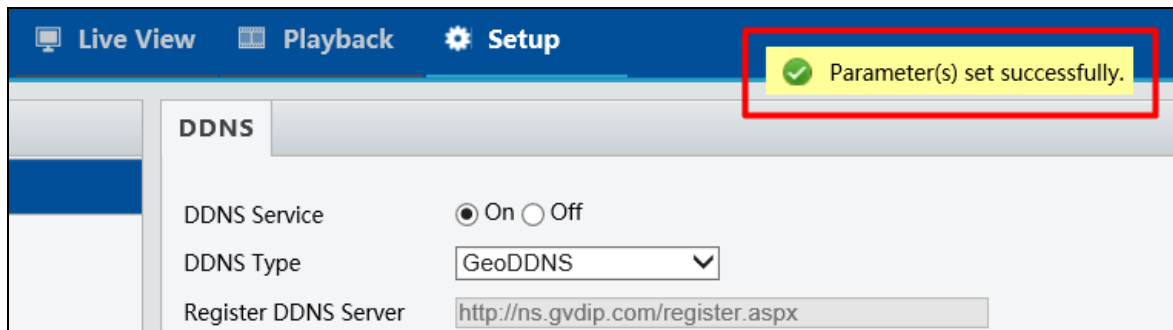 Live View Playback Setup
Parameter(s) set successfully.
DDNS
DDNS Service On Off
DDNS Type GeoDDNS
Register DDNS Server http://ns.gvdip.com/register.aspx